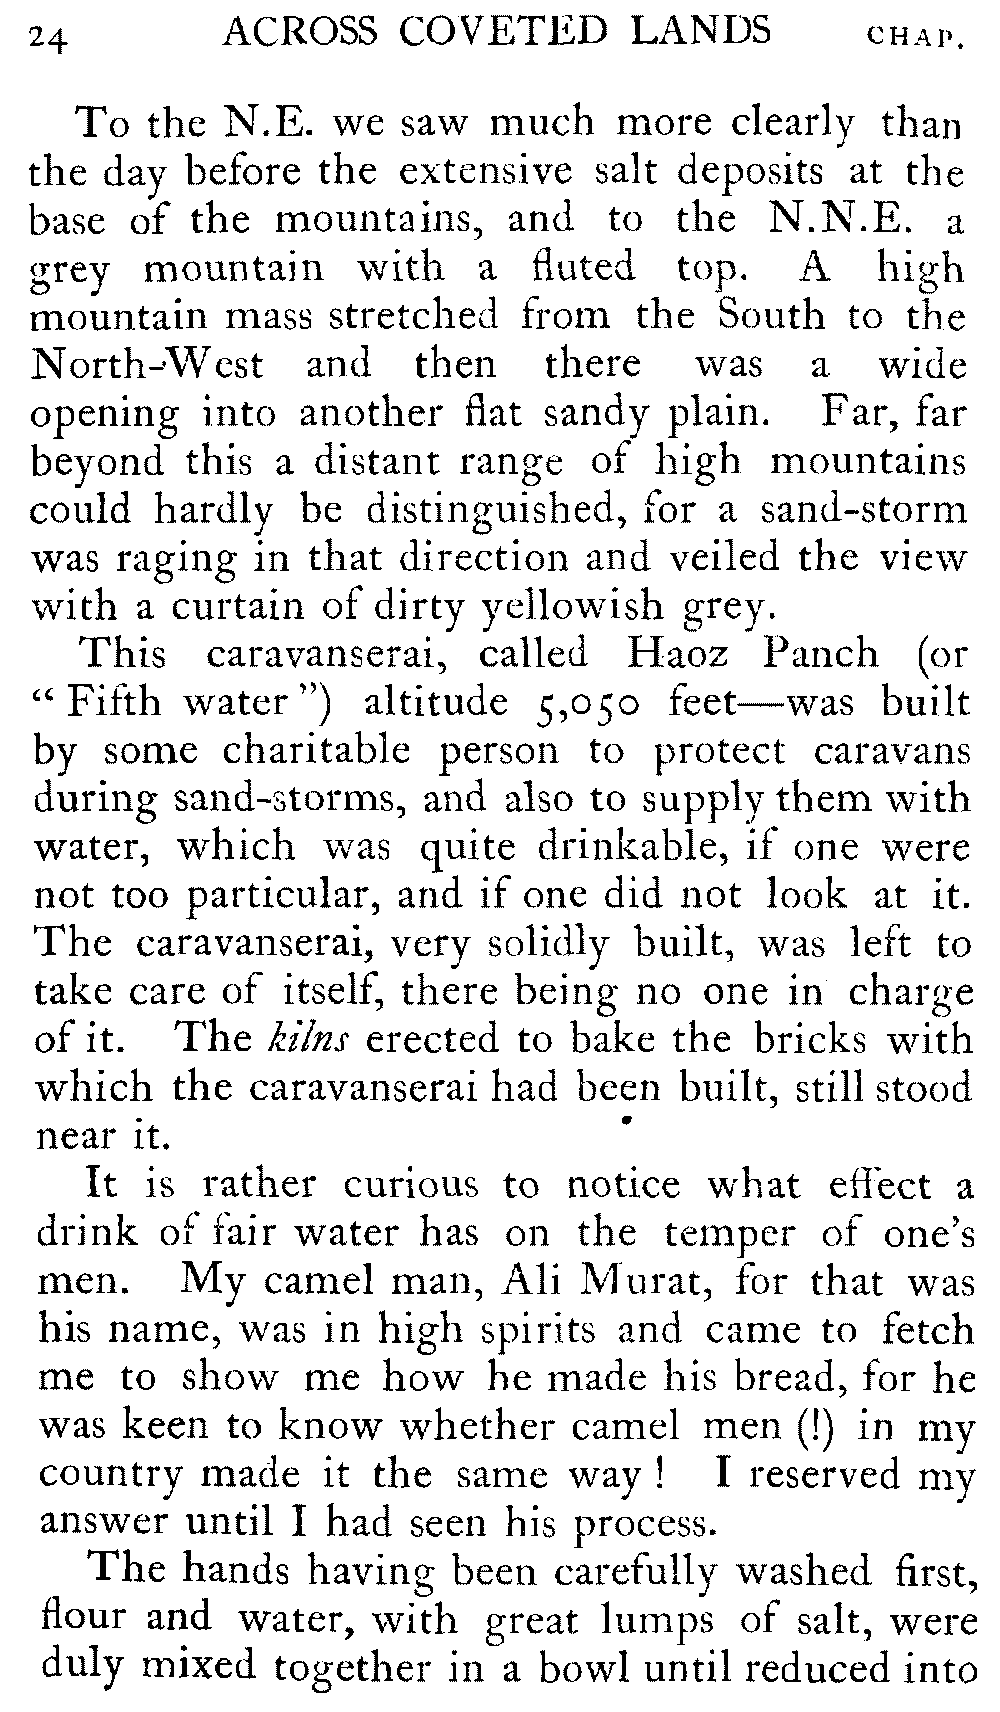 24 ACROSS COVETED LANDS CHAP.
To the N.E. we saw much more clearly than
the day before the extensive salt deposits at the
base of the mountains, and to the N.N.E. a
grey mountain with a fluted top. A high
mountain mass stretched from the South to the
North-West and then there was a wide
opening into another flat sandy plain. Far, far
beyond this a distant range of high mountains
could hardly be distinguished, for a sand-storm
was raging in that direction and veiled the view
with a curtain of dirty yellowish grey.
This caravanserai, called Haoz Panch (or
“ Fifth water ”) altitude 5,050 feet—was built
by some charitable person to protect caravans
during sand-storms, and also to supply them with
water, which was quite drinkable, if one were
not too particular, and if one did not look at it.
The caravanserai, very solidly built, was left to
take care of itself, there being no one in charge
of it. The kilns erected to bake the bricks with
which the caravanserai had been built, still stood
near it.
It is rather curious to notice what effect a
drink of fair water has on the temper of one's
men. My camel man, Ali Murat, for that was
his name, was in high spirits and came to fetch
me to show me how he made his bread, for he
was keen to know whether camel men (!) in my
country made it the same way ! I reserved my
answer until I had seen his process.
The hands having been carefully washed first,
flour and water, with great lumps of salt, were
duly mixed together in a bowl until reduced into